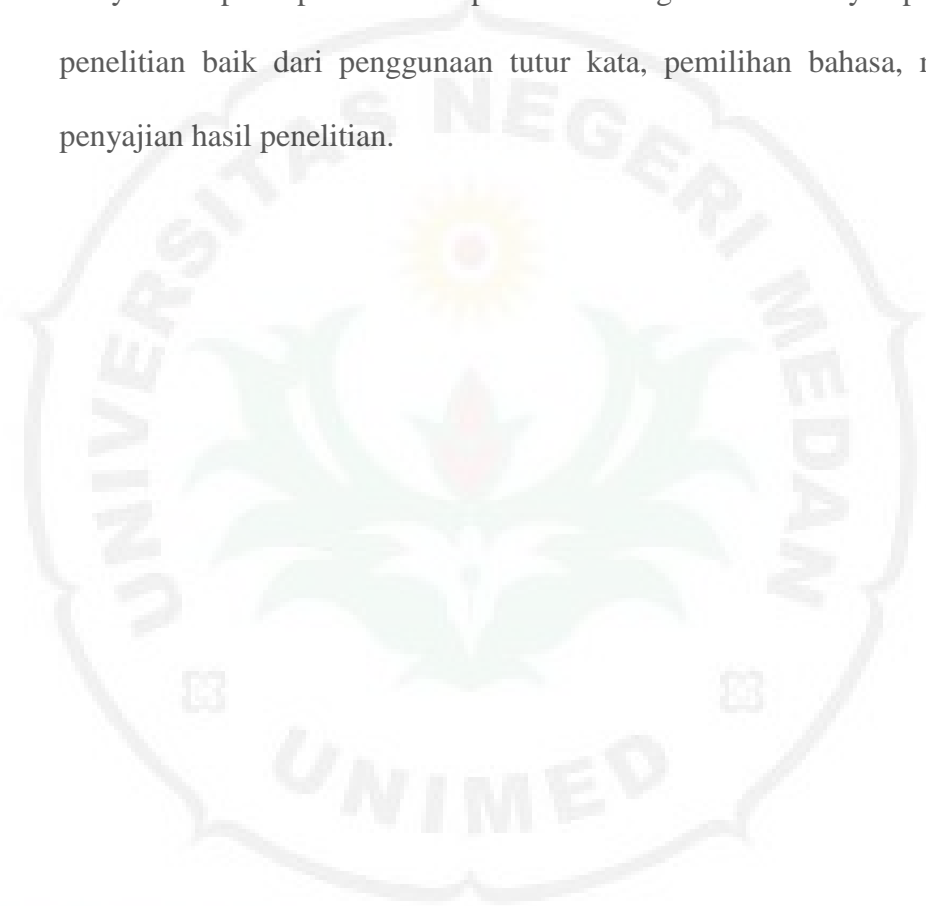 penelitian baik dari penggunaan tutur kata, pemilihan bahasa,
penyajian hasil penelitian.
UNIVERSITAS NEGERI MEDAN
UNIMED